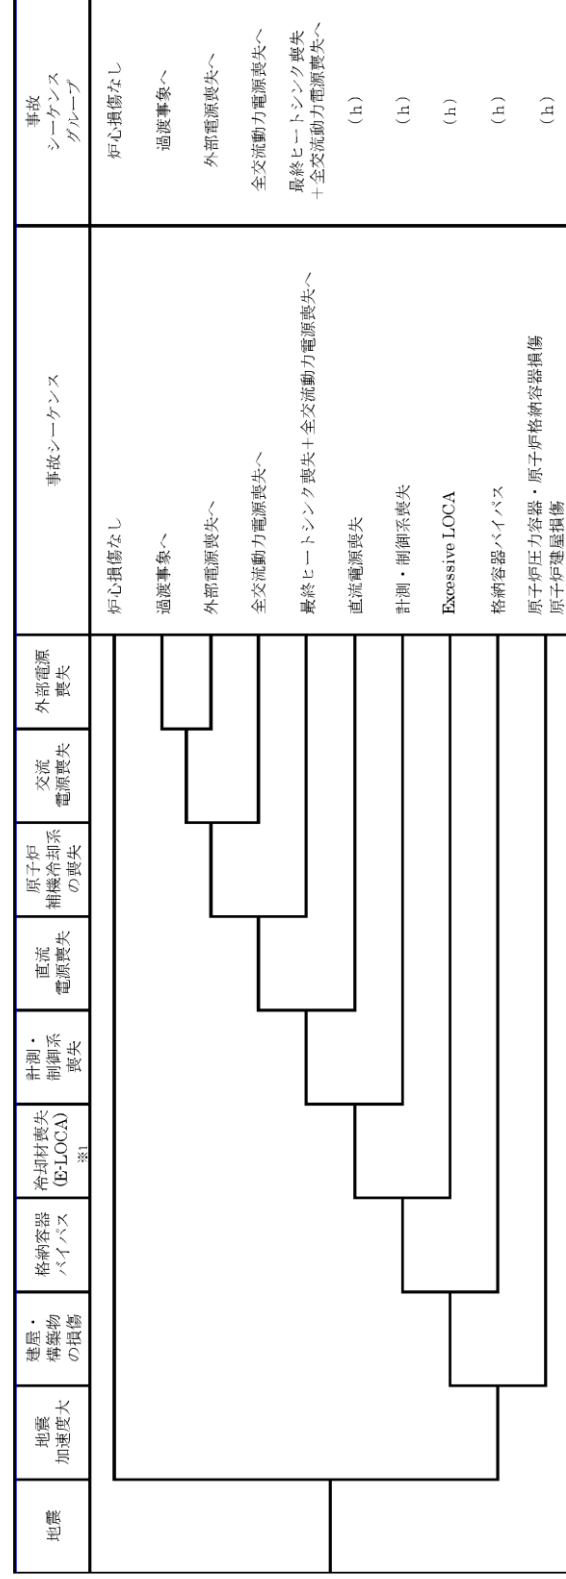 地震
地震
加速度大
建屋・
構築物
の損傷
格納容器
バイパス
冷却材喪失
(E-LOCA)
※1
計測・
制御系
喪失
直流
電源喪失
原子炉
補機冷却系
の喪失
交流
電源喪失
外部電源
喪失
事故シーケンス
事故
シーケンス
グループ
炉心損傷なし
炉心損傷なし
過渡事象へ
過渡事象へ
外部電源喪失へ
外部電源喪失へ
全交流動力電源喪失へ
全交流動力電源喪失へ
最終ヒートシンク喪失+全交流動力電源喪失へ
最終ヒートシンク喪失
+全交流動力電源喪失へ
直流電源喪失
(h)
計測・制御系喪失
(h)
Excessive LOCA
(h)
格納容器バイパス
(h)
原子炉圧力容器・原子炉格納容器損傷
原子炉建屋損傷
(h)